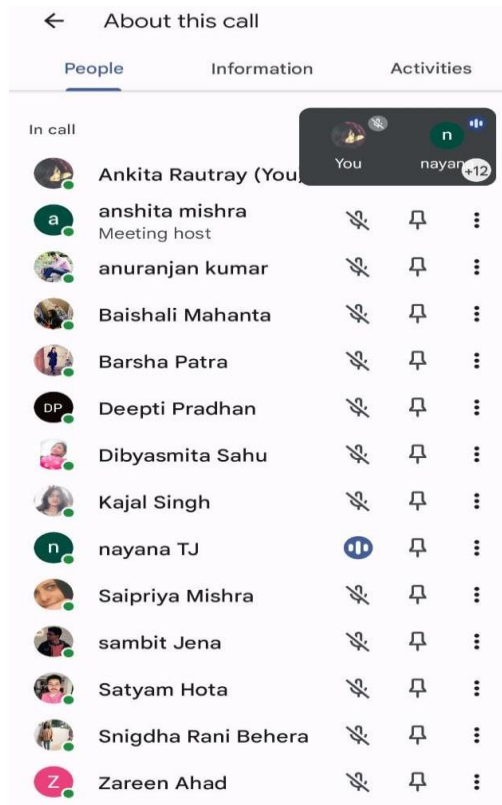 About this call
People Information Activities
In call
You nayan +12
Ankita Rautray (You
a anshita mishra
Meeting host
anuranjan kumar
Baishali Mahanta
Barsha Patra
DP Deepti Pradhan
Dibyasmita Sahu
Kajal Singh
n nayana TJ
Saipriya Mishra
sambit Jena
Satyam Hota
Snigdha Rani Behera
Z Zareen Ahad